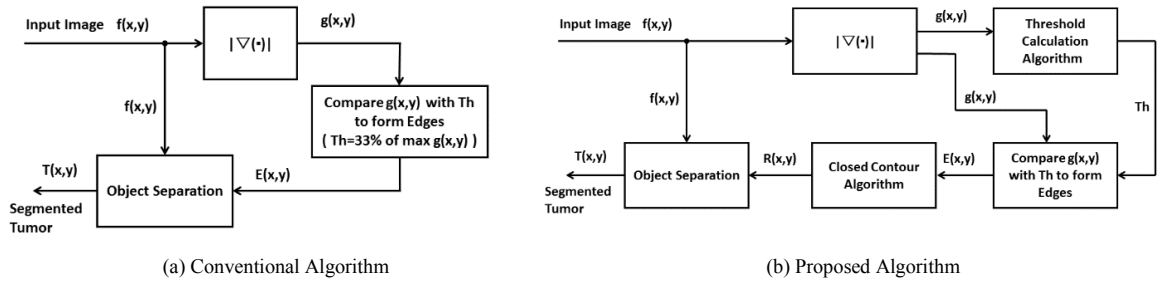 Input Image f(x,y)
|▽(•)|
g(x,y)
f(x,y)
Compare g(x,y) with Th
to form Edges
( Th=33% of max g(x,y) )
E(x,y)
Object Separation
T(x,y)
Segmented
Tumor
(a) Conventional Algorithm
Input Image f(x,y)
|▽(•)|
g(x,y)
Threshold
Calculation
Algorithm
g(x,y)
Th
f(x,y)
Compare g(x,y)
with Th to form
Edges
E(x,y)
Closed Contour
Algorithm
R(x,y)
Object Separation
T(x,y)
Segmented
Tumor
(b) Proposed Algorithm